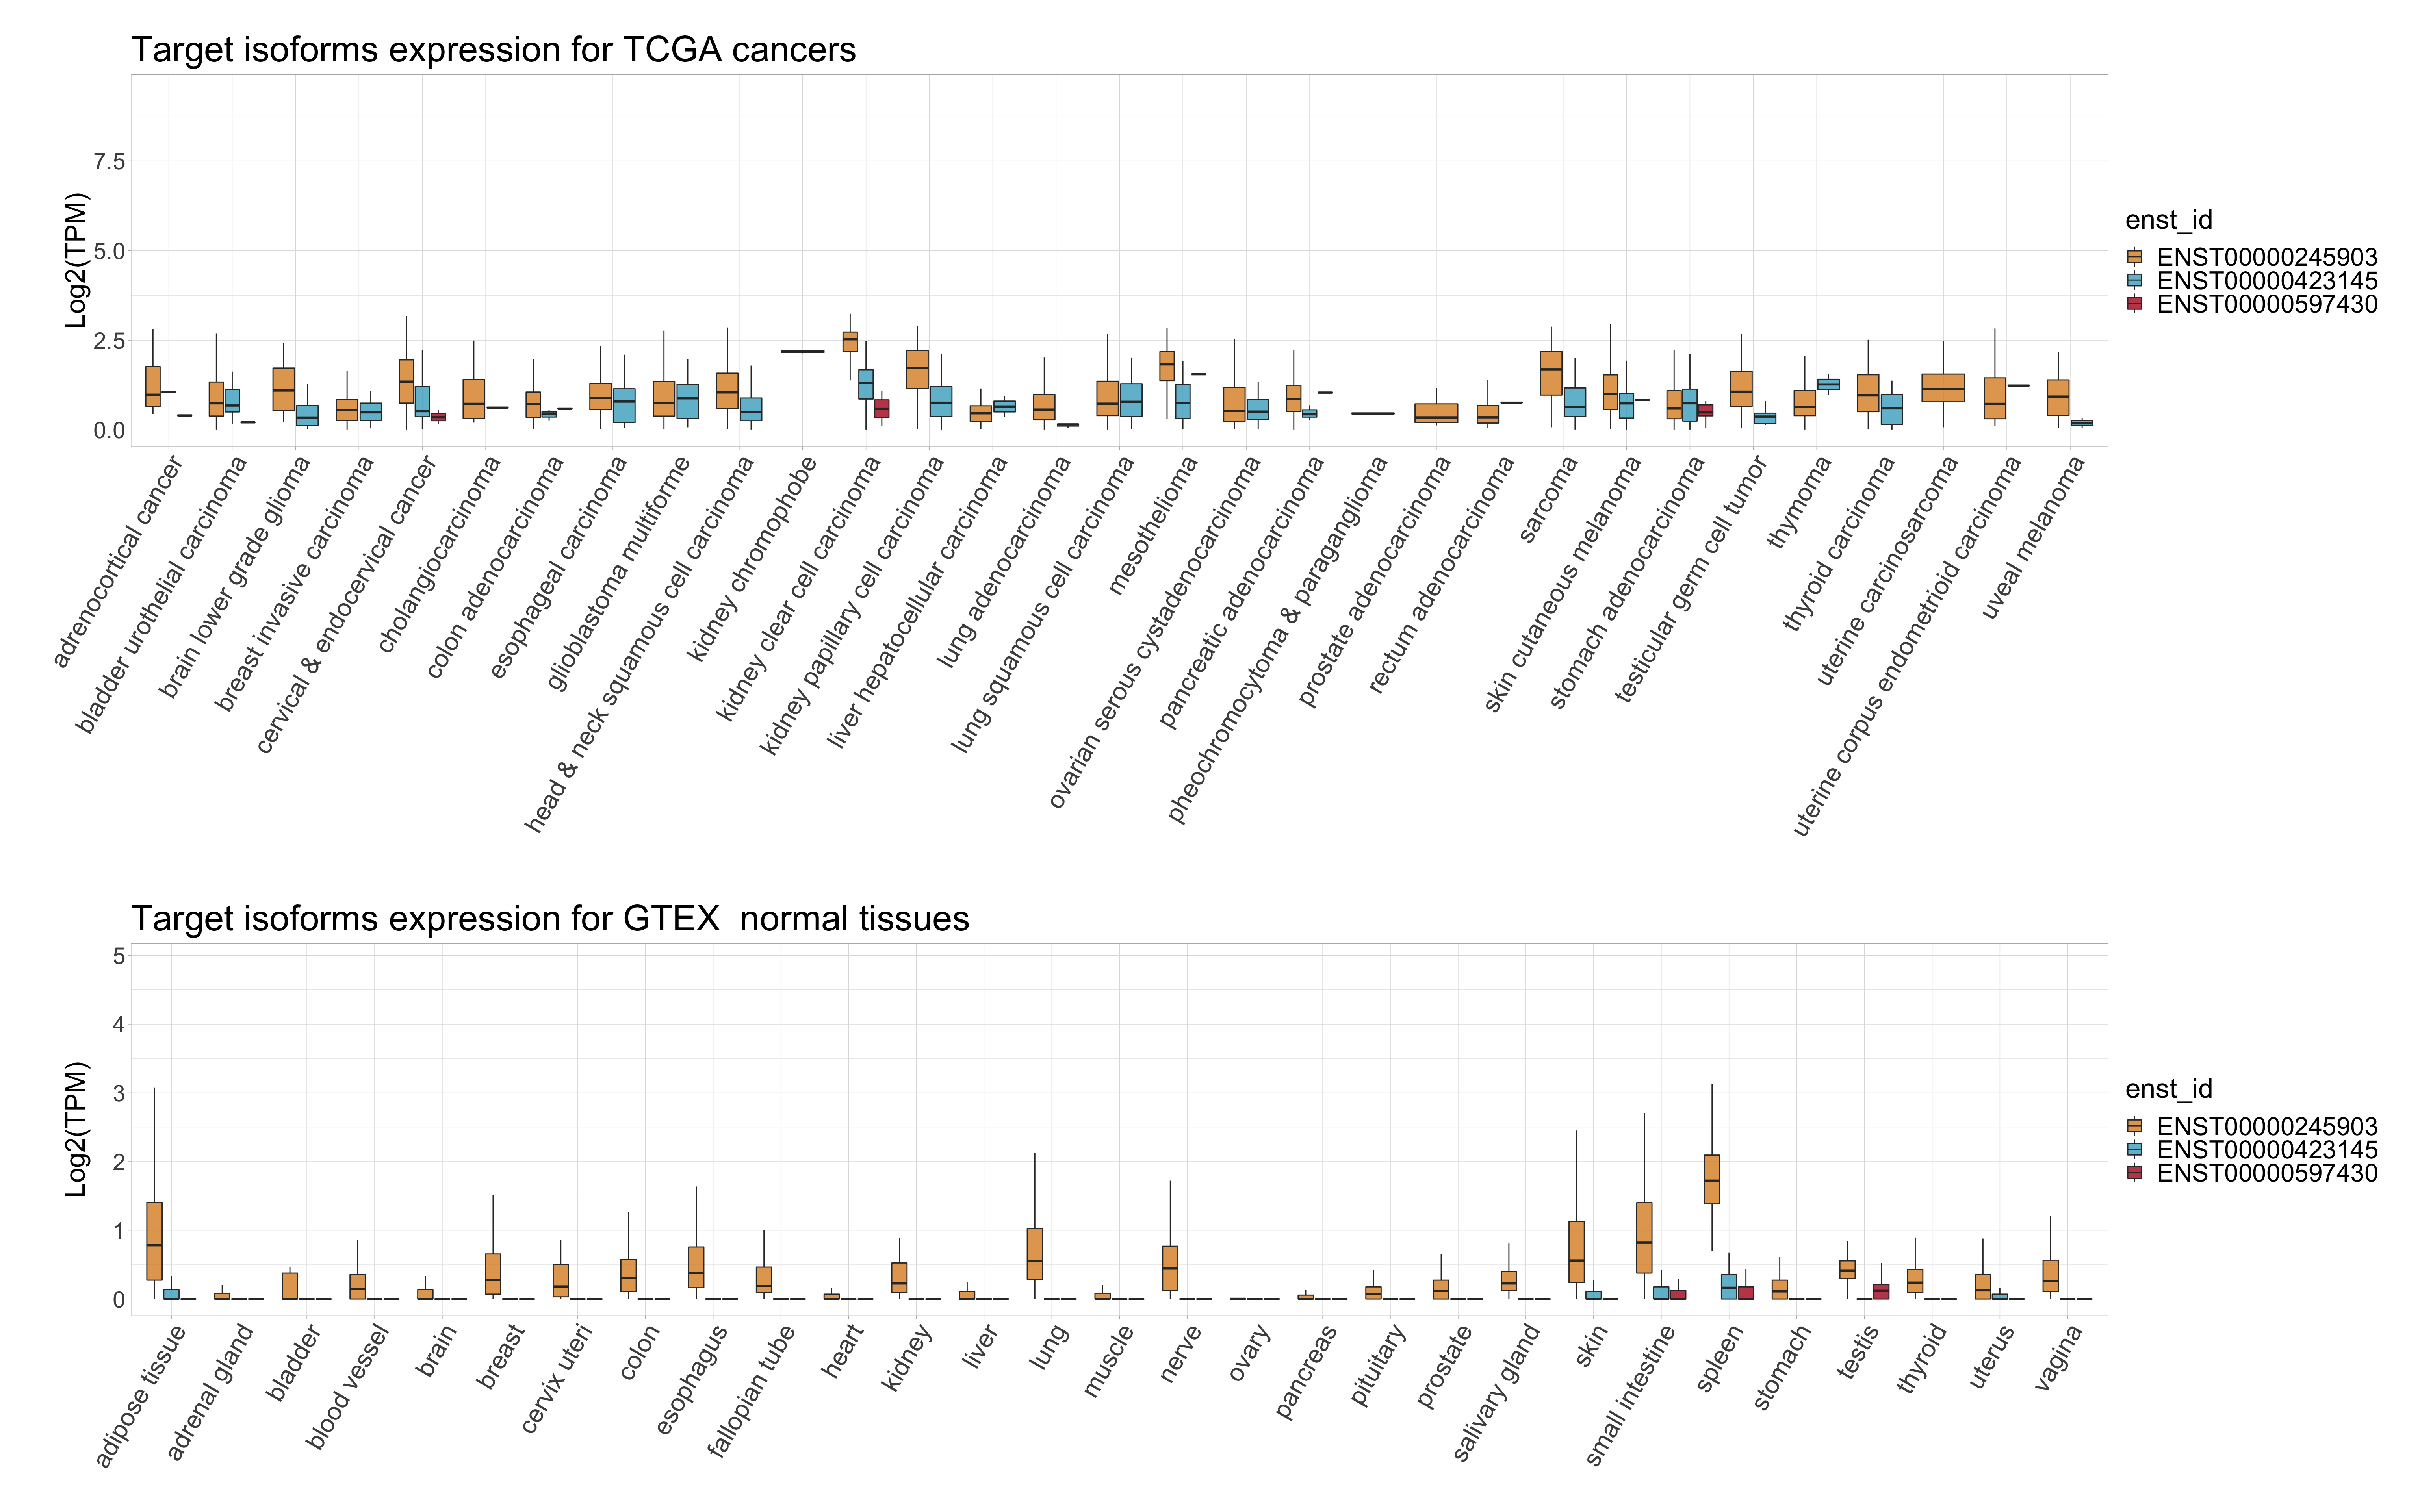 Target isoforms expression for TCGA cancers
Log2(TPM)
7.5
5.0
2.5
0.0
adrenocortical cancer
bladder urothelial carcinoma
brain lower grade glioma
breast invasive carcinoma
cervical & endocervical cancer
cholangiocarcinoma
colon adenocarcinoma
esophageal carcinoma
glioblastoma multiforme
head & neck squamous cell carcinoma
kidney chromophobe
kidney clear cell carcinoma
kidney papillary cell carcinoma
liver hepatocellular carcinoma
lung adenocarcinoma
lung squamous cell carcinoma
mesothelioma
ovarian serous cystadenocarcinoma
pancreatic adenocarcinoma
pheochromocytoma & paraganglioma
prostate adenocarcinoma
rectum adenocarcinoma
sarcoma
skin cutaneous melanoma
stomach adenocarcinoma
testicular germ cell tumor
thymoma
thyroid carcinoma
uterine carcinosarcoma
uterine corpus endometrioid carcinoma
uveal melanoma
enst_id
ENST00000245903
ENST00000423145
ENST00000597430
Target isoforms expression for GTEX  normal tissues
Log2(TPM)
5
4
3
2
1
0
adipose tissue
adrenal gland
bladder
blood vessel
brain
breast
cervix uteri
colon
esophagus
fallopian tube
heart
kidney
liver
lung
muscle
nerve
ovary
pancreas
pituitary
prostate
salivary gland
skin
small intestine
spleen
stomach
testis
thyroid
uterus
vagina
enst_id
ENST00000245903
ENST00000423145
ENST00000597430